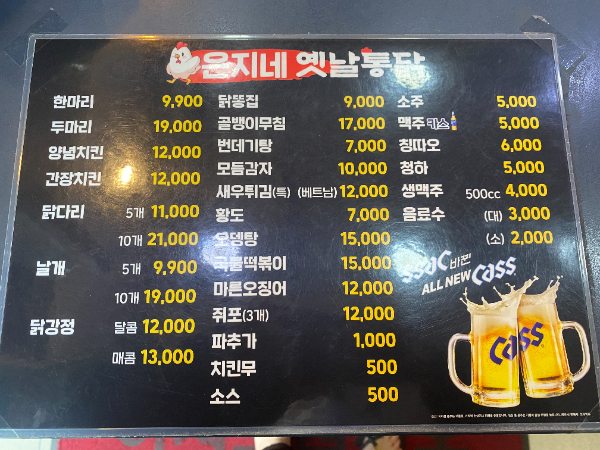 은지네 옛날통닭
한마리 9,900
두마리 19,000
양념치킨 12,000
간장치킨 12,000
닭다리 5개 11,000
10개 21,000
날개 5개 9,900
10개 19,000
닭강정 달콤 12,000
매콤 13,000
닭똥집 9,000
골뱅이무침 17,000
번데기탕 7,000
모듬감자 10,000
새우튀김(특) (베트남) 12,000
황도 7,000
오뎅탕 15,000
국물떡볶이 15,000
마른오징어 12,000
쥐포(3개) 12,000
파추가 1,000
치킨무 500
소스 500
소주 5,000
맥주 카스 5,000
칭따오 6,000
청하 5,000
생맥주 500cc 4,000
음료수 (대) 3,000
(소) 2,000
바쀤
ALL NEW Cass
Cass